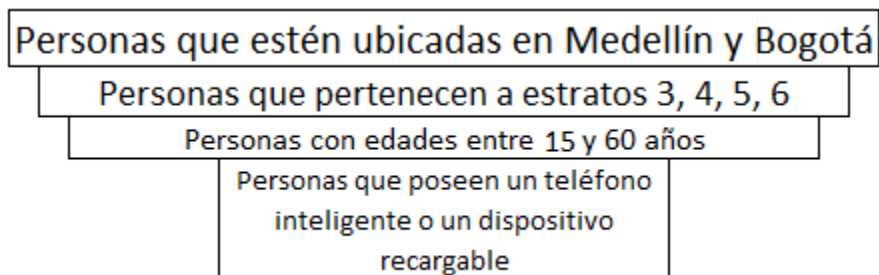 Personas que estén ubicadas en Medellín y Bogotá
Personas que pertenecen a estratos 3, 4, 5, 6
Personas con edades entre 15 y 60 años
Personas que poseen un teléfono
inteligente o un dispositivo
recargable